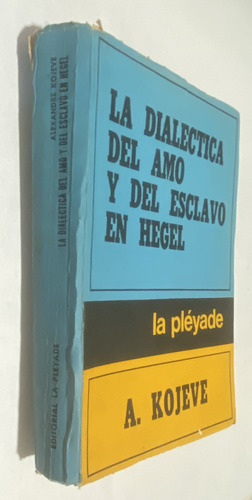 LA DIALECTICA
DEL AMO
Y DEL ESCLAVO
EN HEGEL
la pléyade
A. KOJEVE
ALEXANDRE KOJEVE
LA DIALECTICA DEL AMO Y DEL ESCLAVO EN HEGEL
EDITORIAL LA PLEYADE